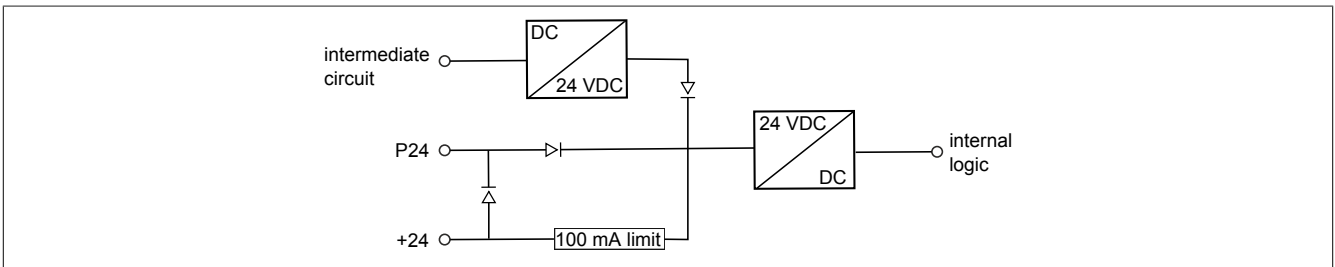 intermediate
circuit
DC
24 VDC
P24
24 VDC
DC
internal
logic
+24
100 mA limit